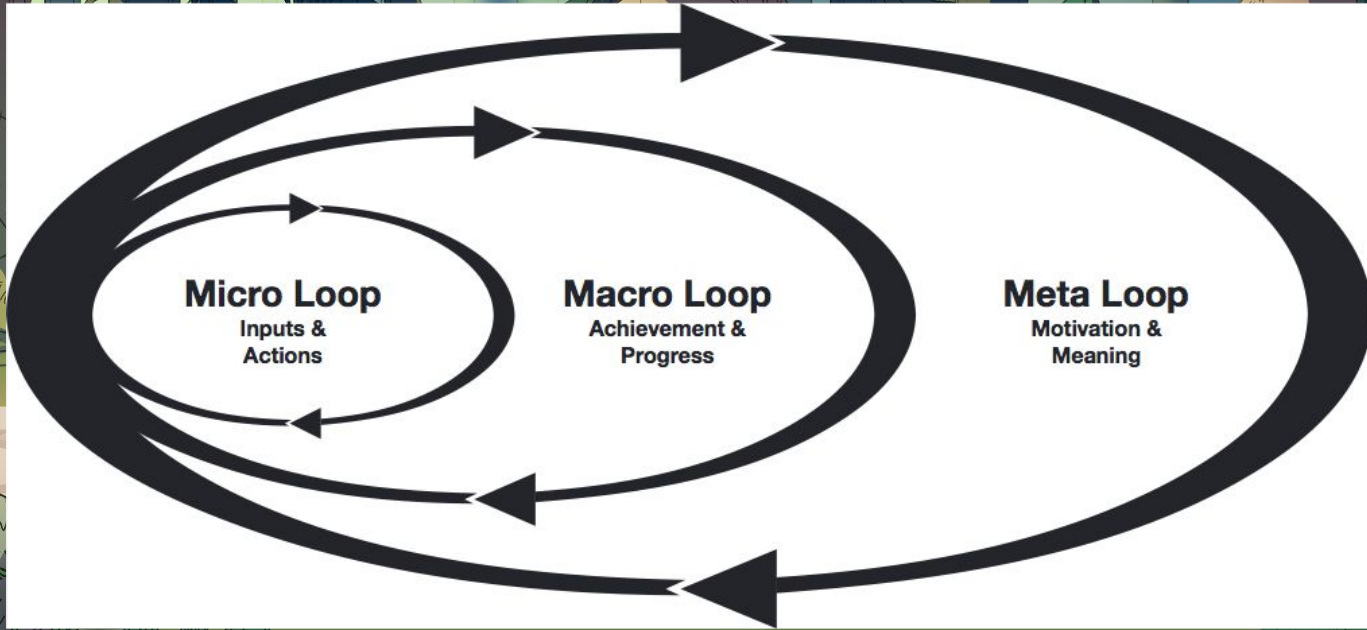 Micro Loop
Inputs &
Actions
Macro Loop
Achievement &
Progress
Meta Loop
Motivation &
Meaning